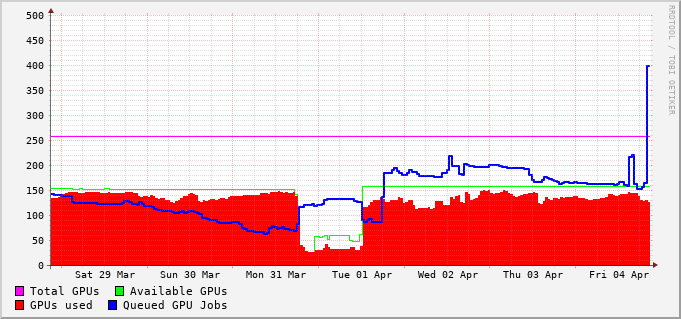 500
450
400
350
300
250
200
150
100
50
0
Sat 29 Mar Sun 30 Mar Mon 31 Mar Tue 01 Apr Wed 02 Apr Thu 03 Apr Fri 04 Apr
Total GPUs Available GPUs
GPUs used Queued GPU Jobs
RRDTOOL / TOBI OETIKER